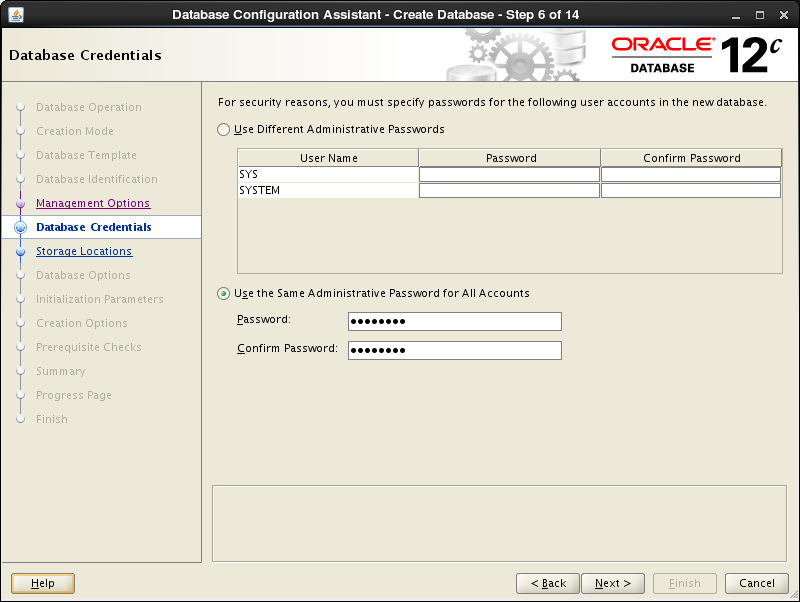 Database Configuration Assistant - Create Database - Step 6 of 14
Database Credentials
ORACLE®
DATABASE
12c
Database Operation
Creation Mode
Database Template
Database Identification
Management Options
Database Credentials
Storage Locations
Database Options
Initialization Parameters
Creation Options
Prerequisite Checks
Summary
Progress Page
Finish
For security reasons, you must specify passwords for the following user accounts in the new database.
Use Different Administrative Passwords
User Name Password Confirm Password
SYS
SYSTEM
Use the Same Administrative Password for All Accounts
Password: ●●●●●●●●
Confirm Password: ●●●●●●●●
Help < Back Next > Finish Cancel